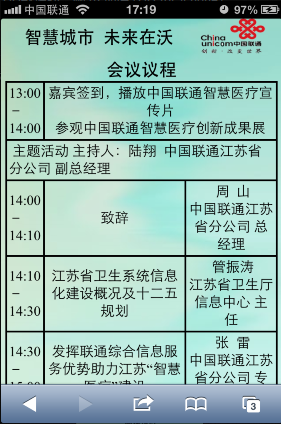 中国联通 17:19 97%
智慧城市 未来在沃
China
unicom中国联通
创新·改变世界
会议议程
13:00
–
14:00
嘉宾签到，播放中国联通智慧医疗宣
传片
参观中国联通智慧医疗创新成果展
主题活动 主持人：陆翔 中国联通江苏省
分公司 副总经理
14:00
–
14:10
致辞
周 山
中国联通江苏
省分公司 总
经理
14:10
–
14:30
江苏省卫生系统信息
化建设概况及十二五
规划
管振涛
江苏省卫生厅
信息中心 主
任
14:30
–
15:00
发挥联通综合信息服
务优势助力江苏“智慧
医疗”建设
张 雷
中国联通江苏
省分公司 专
3